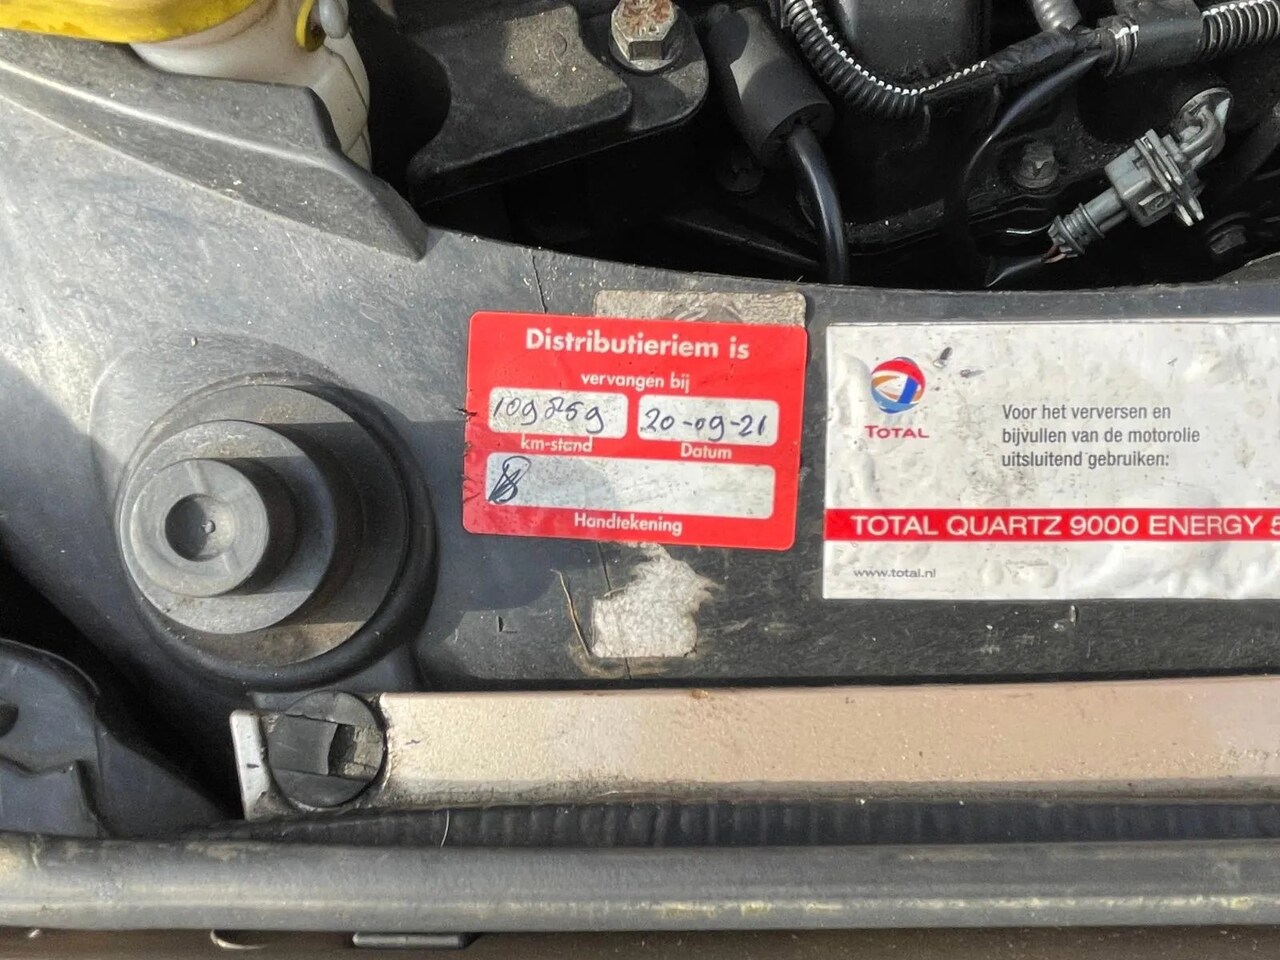 Distributieriem is
vervangen bij
109859 20-09-21
km-stand Datum
Handtekening
TOTAL
Voor het verversen en
bijvullen van de motorolie
uitsluitend gebruiken:
TOTAL QUARTZ 9000 ENERGY 5
www.total.nl